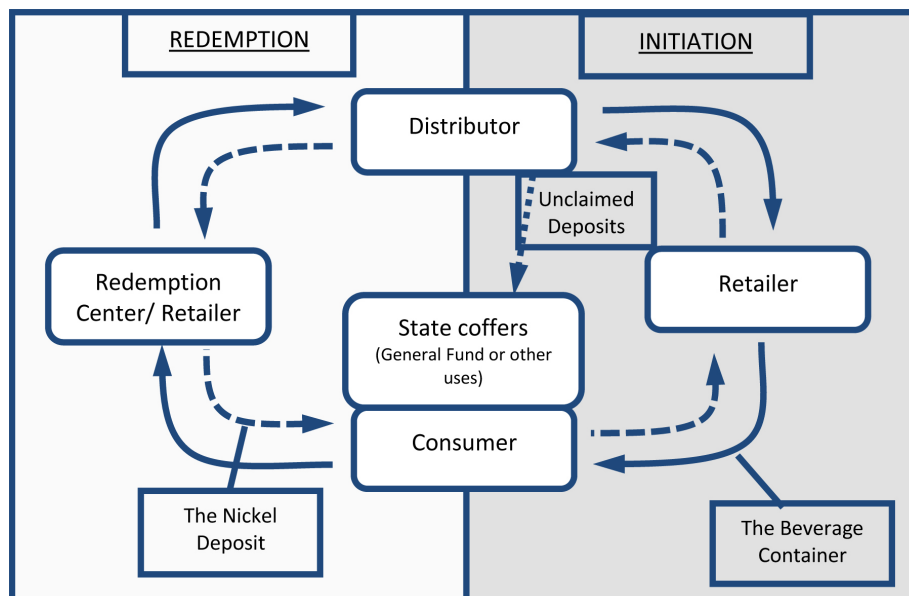 REDEMPTION
INITIATION
Distributor
Unclaimed
Deposits
Redemption
Center/ Retailer
Retailer
State coffers
(General Fund or other
uses)
Consumer
The Nickel
Deposit
The Beverage
Container